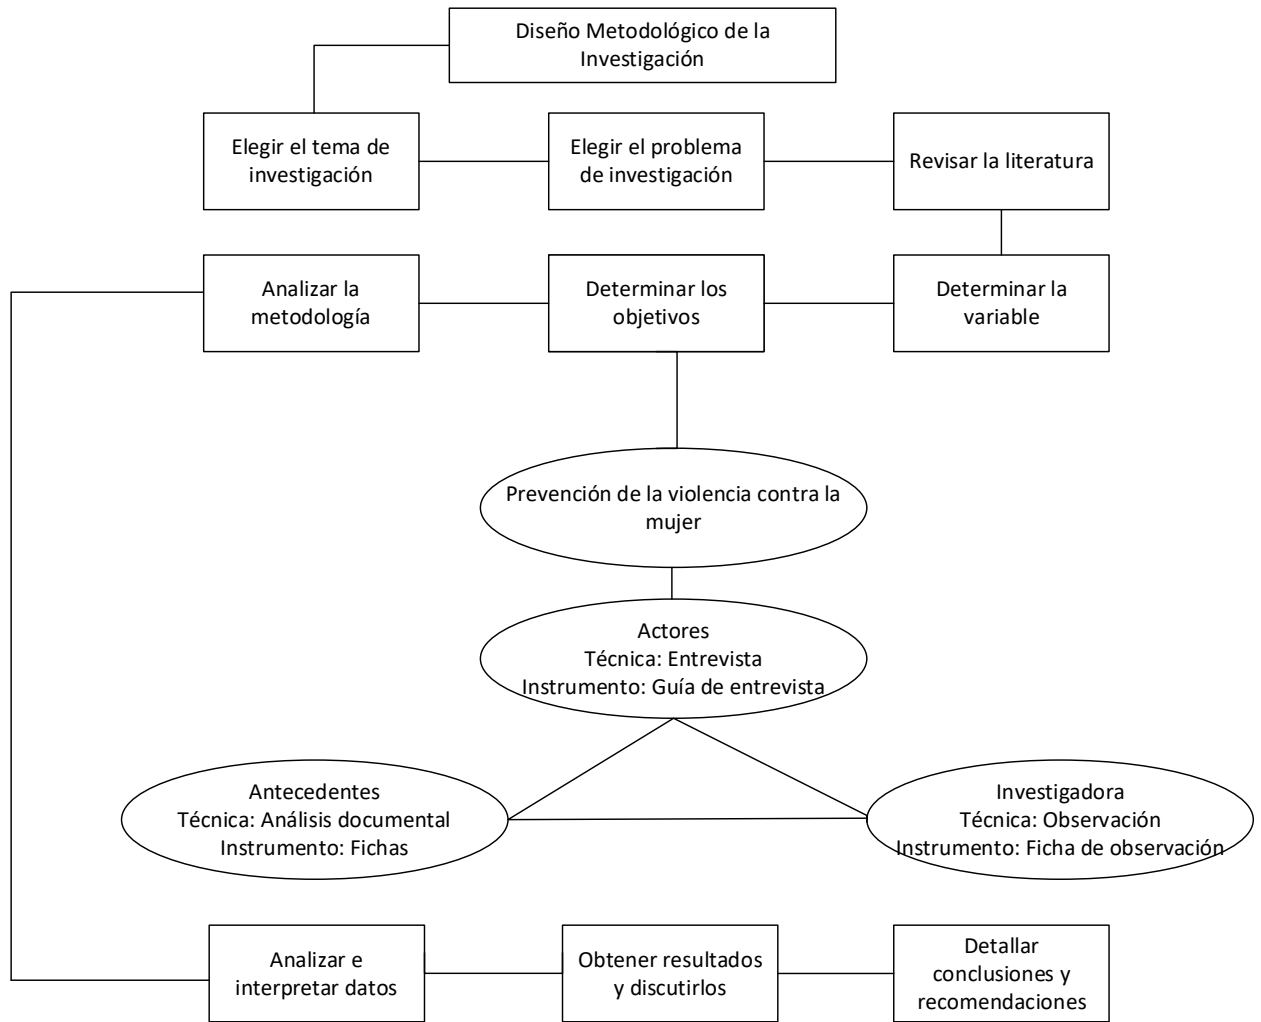 Diseño Metodológico de la
Investigación
Elegir el tema de
investigación
Elegir el problema
de investigación
Revisar la literatura
Analizar la
metodología
Determinar los
objetivos
Determinar la
variable
Prevención de la violencia contra la
mujer
Actores
Técnica: Entrevista
Instrumento: Guía de entrevista
Antecedentes
Técnica: Análisis documental
Instrumento: Fichas
Investigadora
Técnica: Observación
Instrumento: Ficha de observación
Analizar e
interpretar datos
Obtener resultados
y discutirlos
Detallar
conclusiones y
recomendaciones